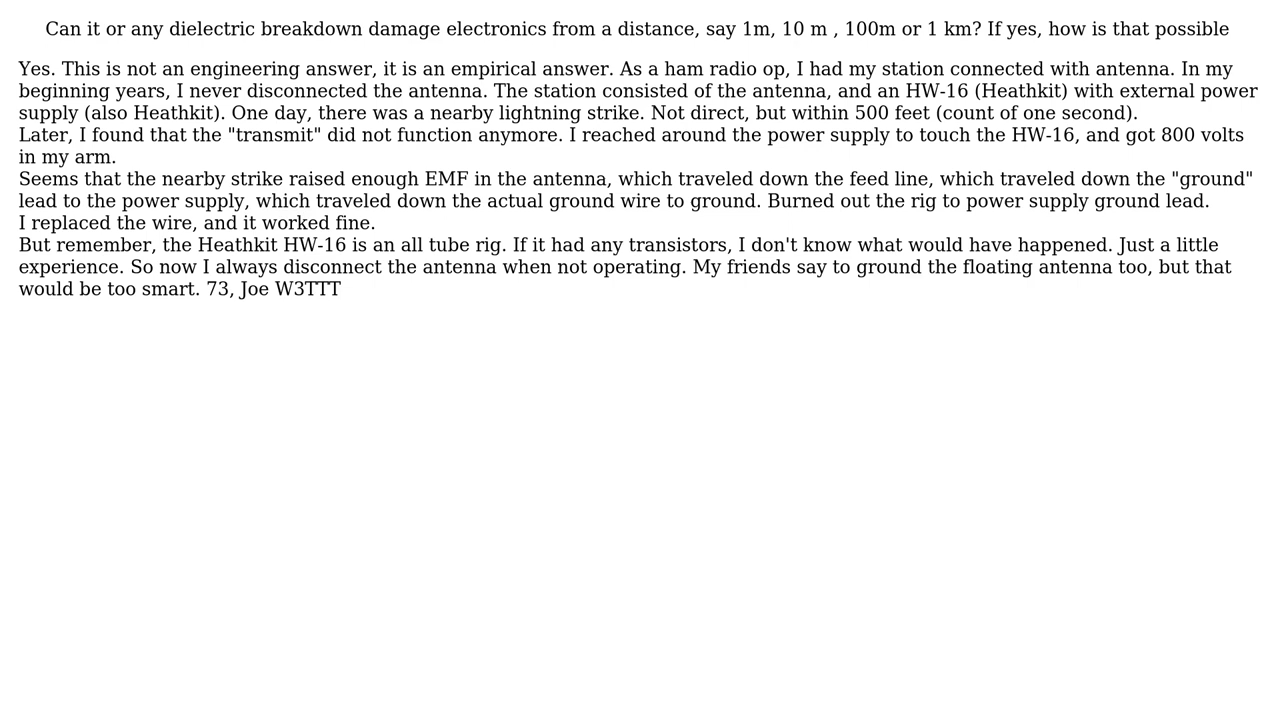 Can it or any dielectric breakdown damage electronics from a distance, say 1m, 10 m , 100m or 1 km? If yes, how is that possible
Yes. This is not an engineering answer, it is an empirical answer. As a ham radio op, I had my station connected with antenna. In my
beginning years, I never disconnected the antenna. The station consisted of the antenna, and an HW-16 (Heathkit) with external power
supply (also Heathkit). One day, there was a nearby lightning strike. Not direct, but within 500 feet (count of one second).
Later, I found that the "transmit" did not function anymore. I reached around the power supply to touch the HW-16, and got 800 volts
in my arm.
Seems that the nearby strike raised enough EMF in the antenna, which traveled down the feed line, which traveled down the "ground"
lead to the power supply, which traveled down the actual ground wire to ground. Burned out the rig to power supply ground lead.
I replaced the wire, and it worked fine.
But remember, the Heathkit HW-16 is an all tube rig. If it had any transistors, I don't know what would have happened. Just a little
experience. So now I always disconnect the antenna when not operating. My friends say to ground the floating antenna too, but that
would be too smart. 73, Joe W3TTT